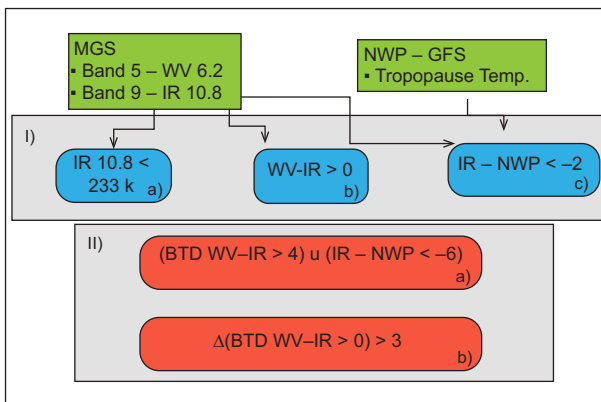 MGS
▪ Band 5 – WV 6.2
▪ Band 9 – IR 10.8
NWP – GFS
▪ Tropopause Temp.
I)
IR 10.8 <
233 k
a)
WV-IR > 0
b)
IR – NWP < –2
c)
II)
(BTD WV–IR > 4) u (IR – NWP < –6)
a)
Δ(BTD WV–IR > 0) > 3
b)